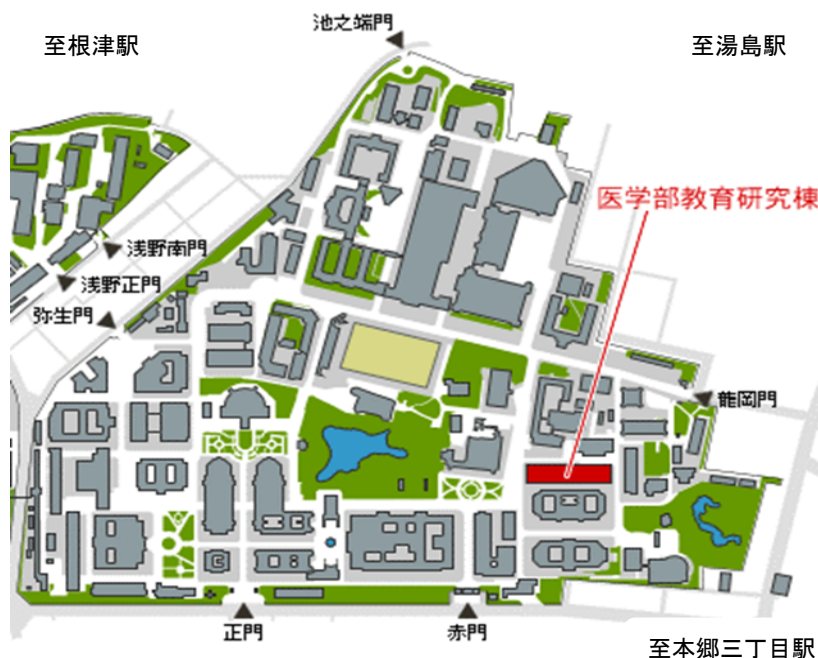 池之端門
至根津駅
至湯島駅
医学部教育研究棟
浅野南門
浅野正門
弥生門
龍岡門
正門
赤門
至本郷三丁目駅